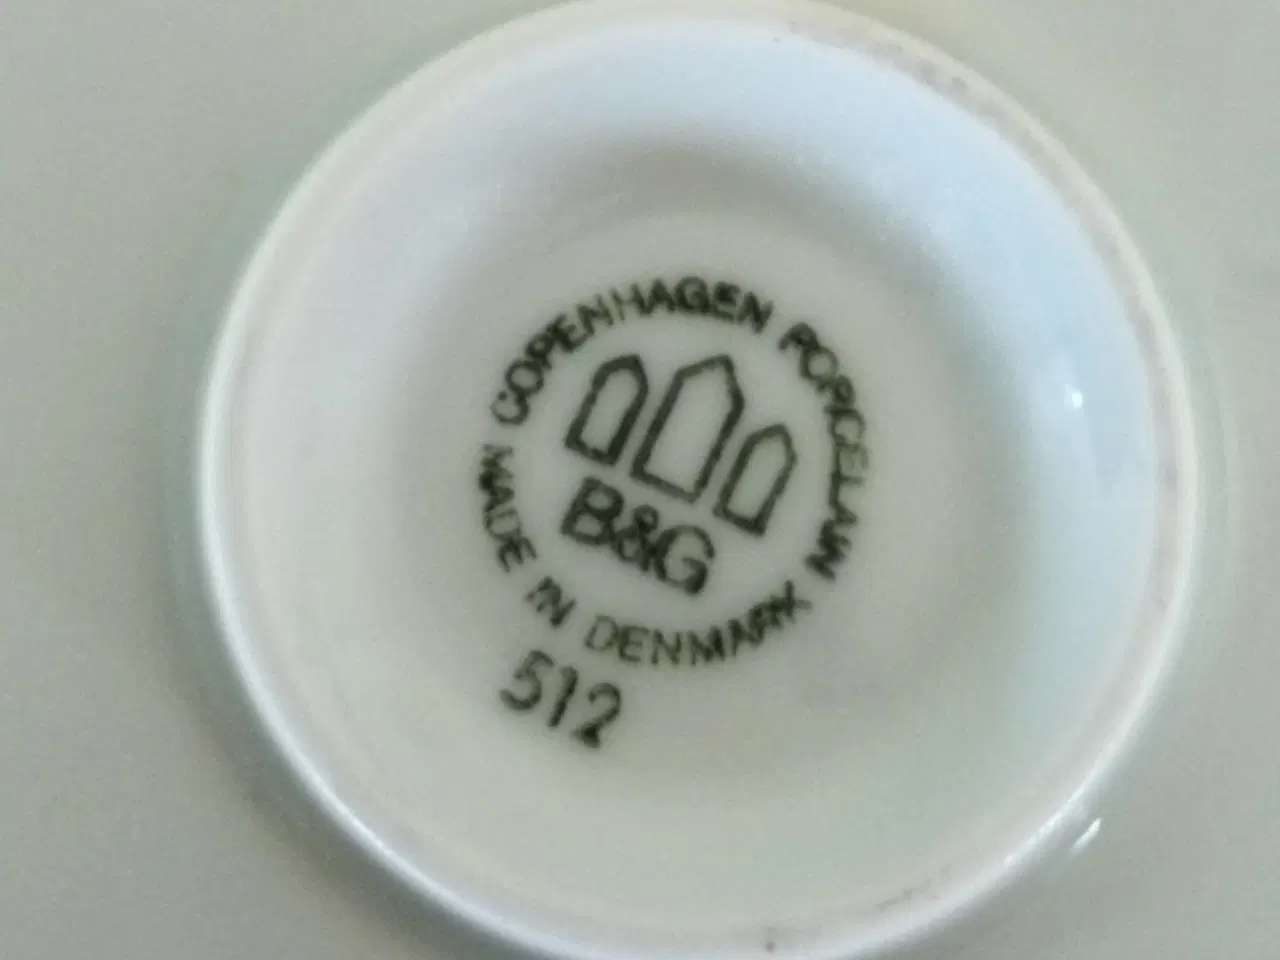 COPENHAGEN PORCELAIN
B&G
MADE IN DENMARK
512